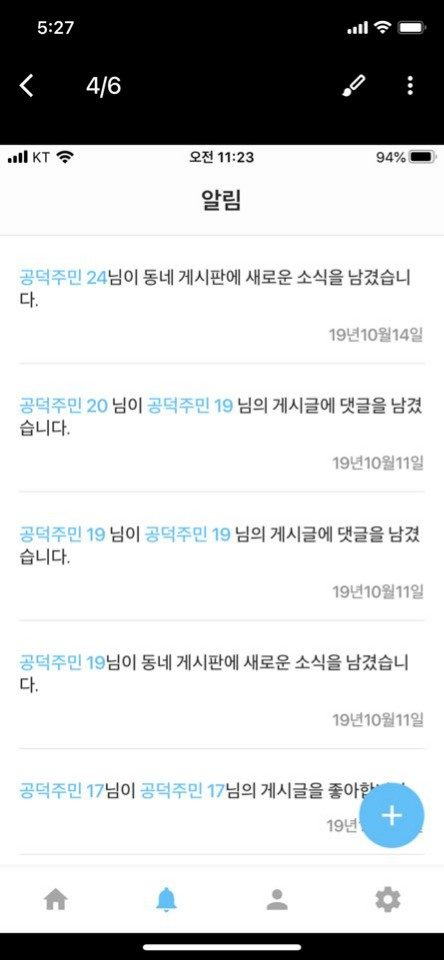 5:27
4/6
KT
오전 11:23
94%
알림
공덕주민 24님이 동네 게시판에 새로운 소식을 남겼습니
다.
19년10월14일
공덕주민 20 님이 공덕주민 19 님의 게시글에 댓글을 남겼
습니다.
19년10월11일
공덕주민 19 님이 공덕주민 19 님의 게시글에 댓글을 남겼
습니다.
19년10월11일
공덕주민 19님이 동네 게시판에 새로운 소식을 남겼습니
다.
19년10월11일
공덕주민 17님이 공덕주민 17님의 게시글을
19년